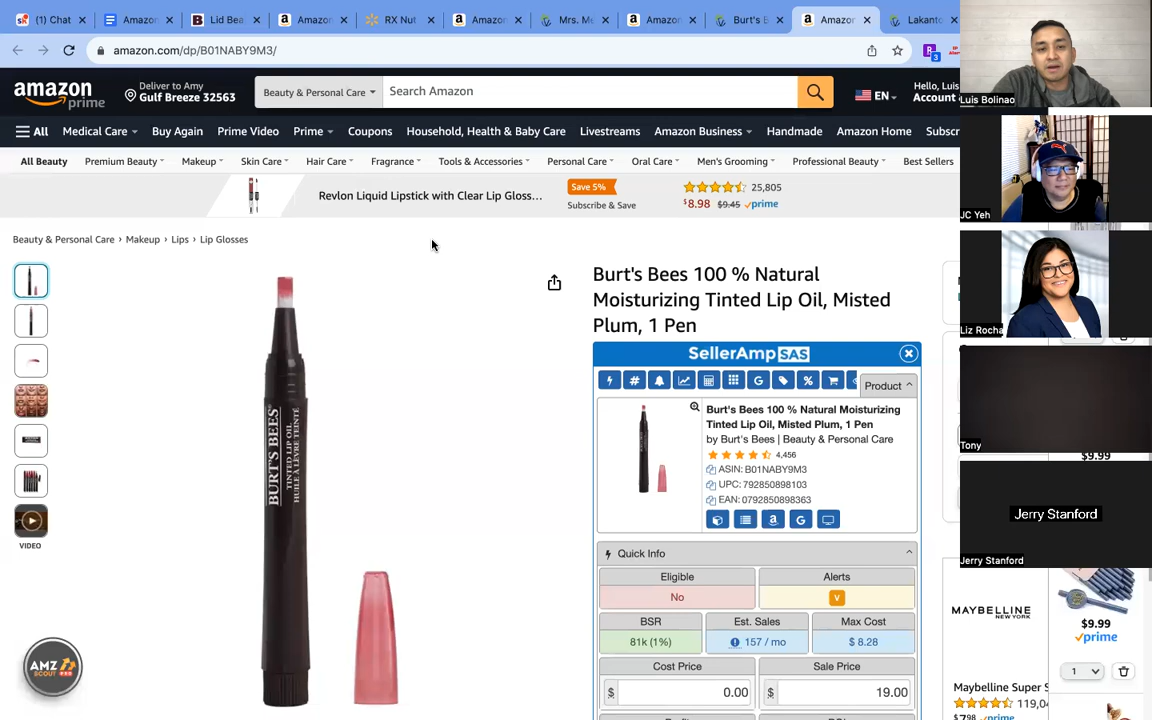 Chat
Amazon
Lid Bea
Amazon
RX Nut
Amazon
Mrs. Me
Amazon
Burt's B
Amazon
Lakanto
amazon.com/dp/B01NABY9M3/
3
amazon
prime
Deliver to Amy
Gulf Breeze 32563
Beauty & Personal Care
Search Amazon
EN
Hello, Luis
Account
All
Medical Care
Buy Again
Prime Video
Prime
Coupons
Household, Health & Beauty Care
Livestreams
Amazon Business
Handmade
Amazon Home
Subsc
All Beauty
Premium Beauty
Makeup
Skin Care
Hair Care
Fragrance
Tools & Accessories
Personal Care
Oral Care
Men's Grooming
Professional Beauty
Best Sellers
Revlon Liquid Lipstick with Clear Lip Gloss...
Save 5%
Subscribe & Save
25,805
$8.98 $9.45 prime
Beauty & Personal Care › Makeup › Lips › Lip Glosses
VIDEO
BURT'S BEES
TINTED LIP OIL
HUILE À LÈVRE TEINTÉ
AMZ
SCOUT
Burt's Bees 100 % Natural
Moisturizing Tinted Lip Oil, Misted
Plum, 1 Pen
SellerAmp SAS
Product
Burt's Bees 100 % Natural Moisturizing
Tinted Lip Oil, Misted Plum, 1 Pen
by Burt's Bees | Beauty & Personal Care
4,456
ASIN: B01NABY9M3
UPC: 792850898103
EAN: 0792850898363
Quick Info
Eligible
Alerts
No
V
BSR
Est. Sales
Max Cost
81k (1%)
157 / mo
$ 8.28
Cost Price
Sale Price
$ 0.00
$ 19.00
Luis Bolinao
JC Yeh
Liz Rocha
Tony
$9.99
Jerry Stanford
Jerry Stanford
MAYBELLINE
NEW YORK
$9.99
prime
1
Maybelline Super S
119,04
$7.98 prime